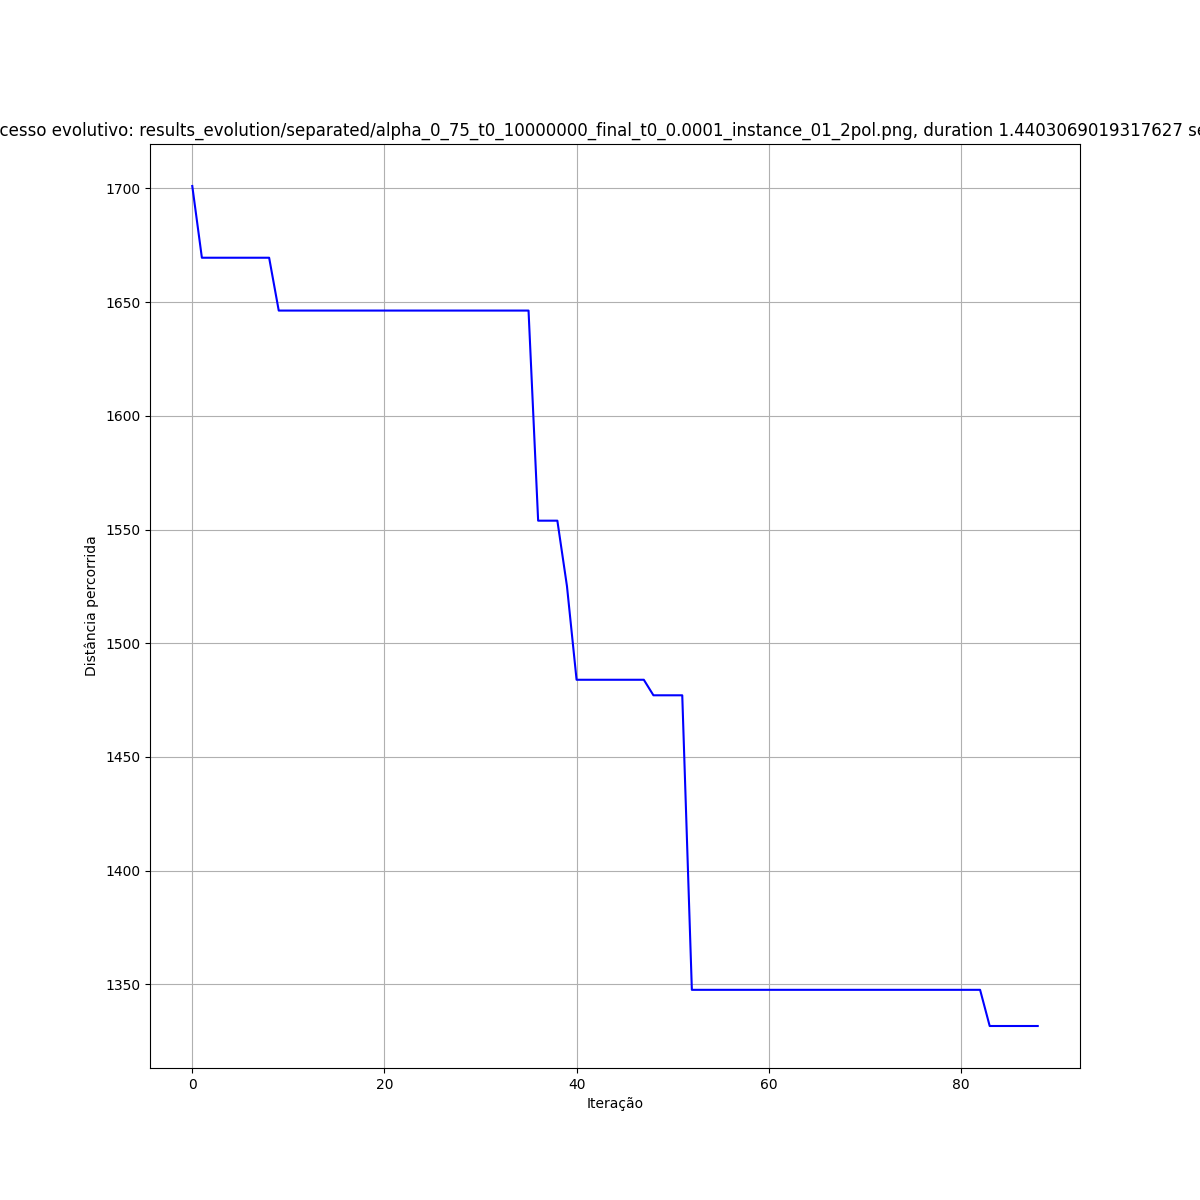 cesso evolutivo: results_evolution/separated/alpha_0_75_t0_10000000_final_t0_0.0001_instance_01_2pol.png, duration 1.4403069019317627 se
1700
1650
1600
1550
1500
1450
1400
1350
Distância percorrida
0 20 40 60 80
Iteração